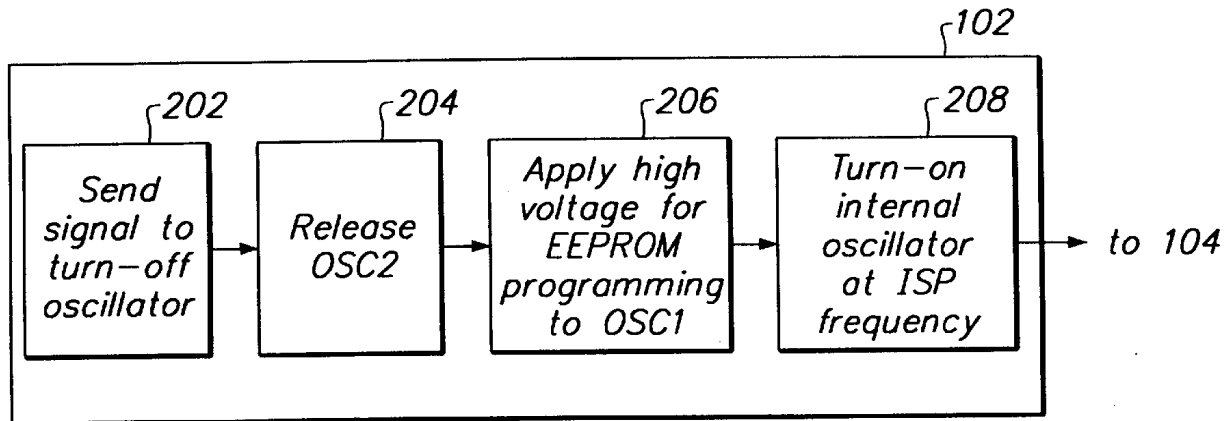 102
202
204
206
208
Send
signal to
turn-off
oscillator
Release
OSC2
Apply high
voltage for
EEPROM
programming
to OSC1
Turn-on
internal
oscillator
at ISP
frequency
to 104